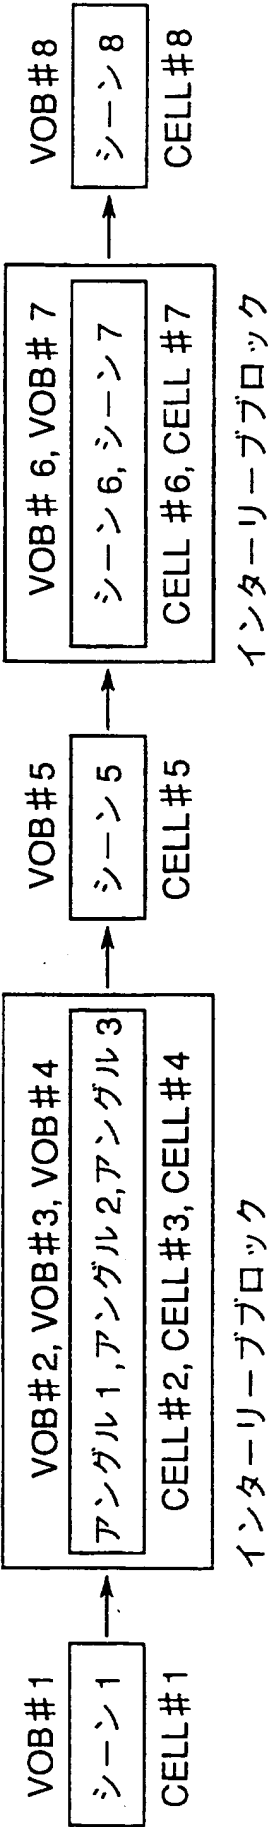 VOB#1
シーン1
CELL#1
VOB#2, VOB#3, VOB#4
アングル1,アングル2,アングル3
CELL#2, CELL#3, CELL#4
インターリーブブロック
VOB#5
シーン5
CELL#5
VOB# 6, VOB# 7
シーン6, シーン7
CELL #6, CELL #7
インターリーブブロック
VOB#8
シーン8
CELL#8